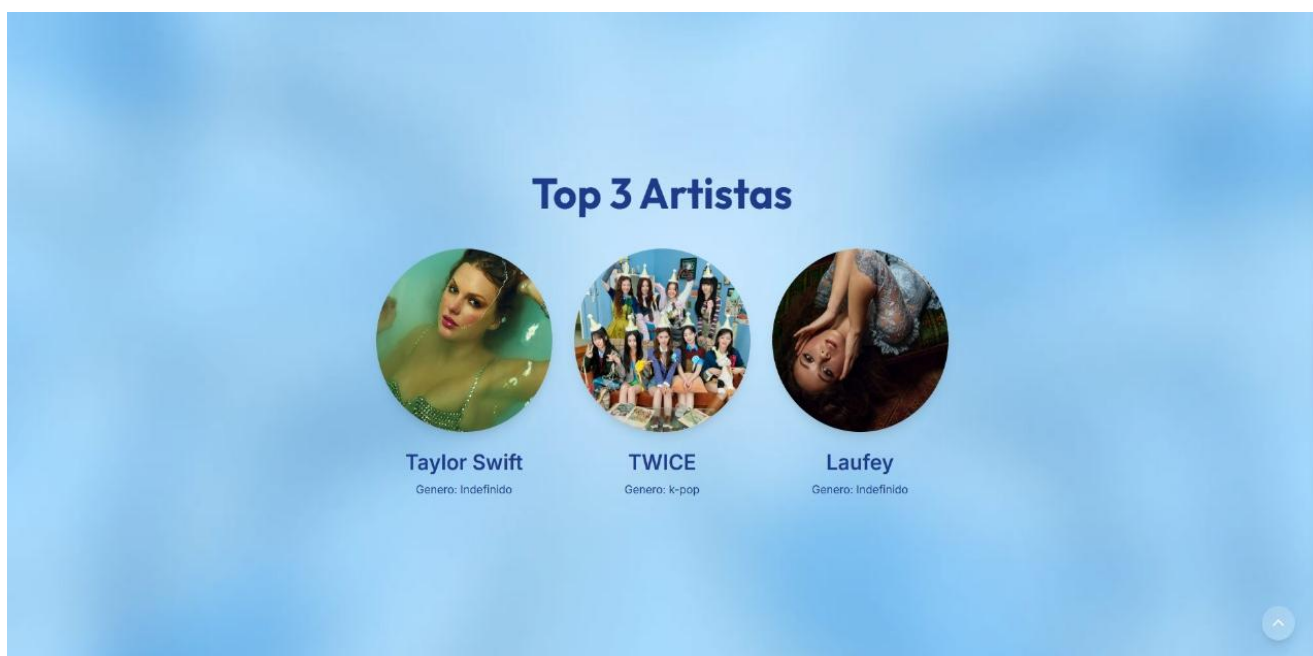 Top 3 Artistas
Taylor Swift
Genero: Indefinido
TWICE
Genero: k-pop
Laufey
Genero: Indefinido